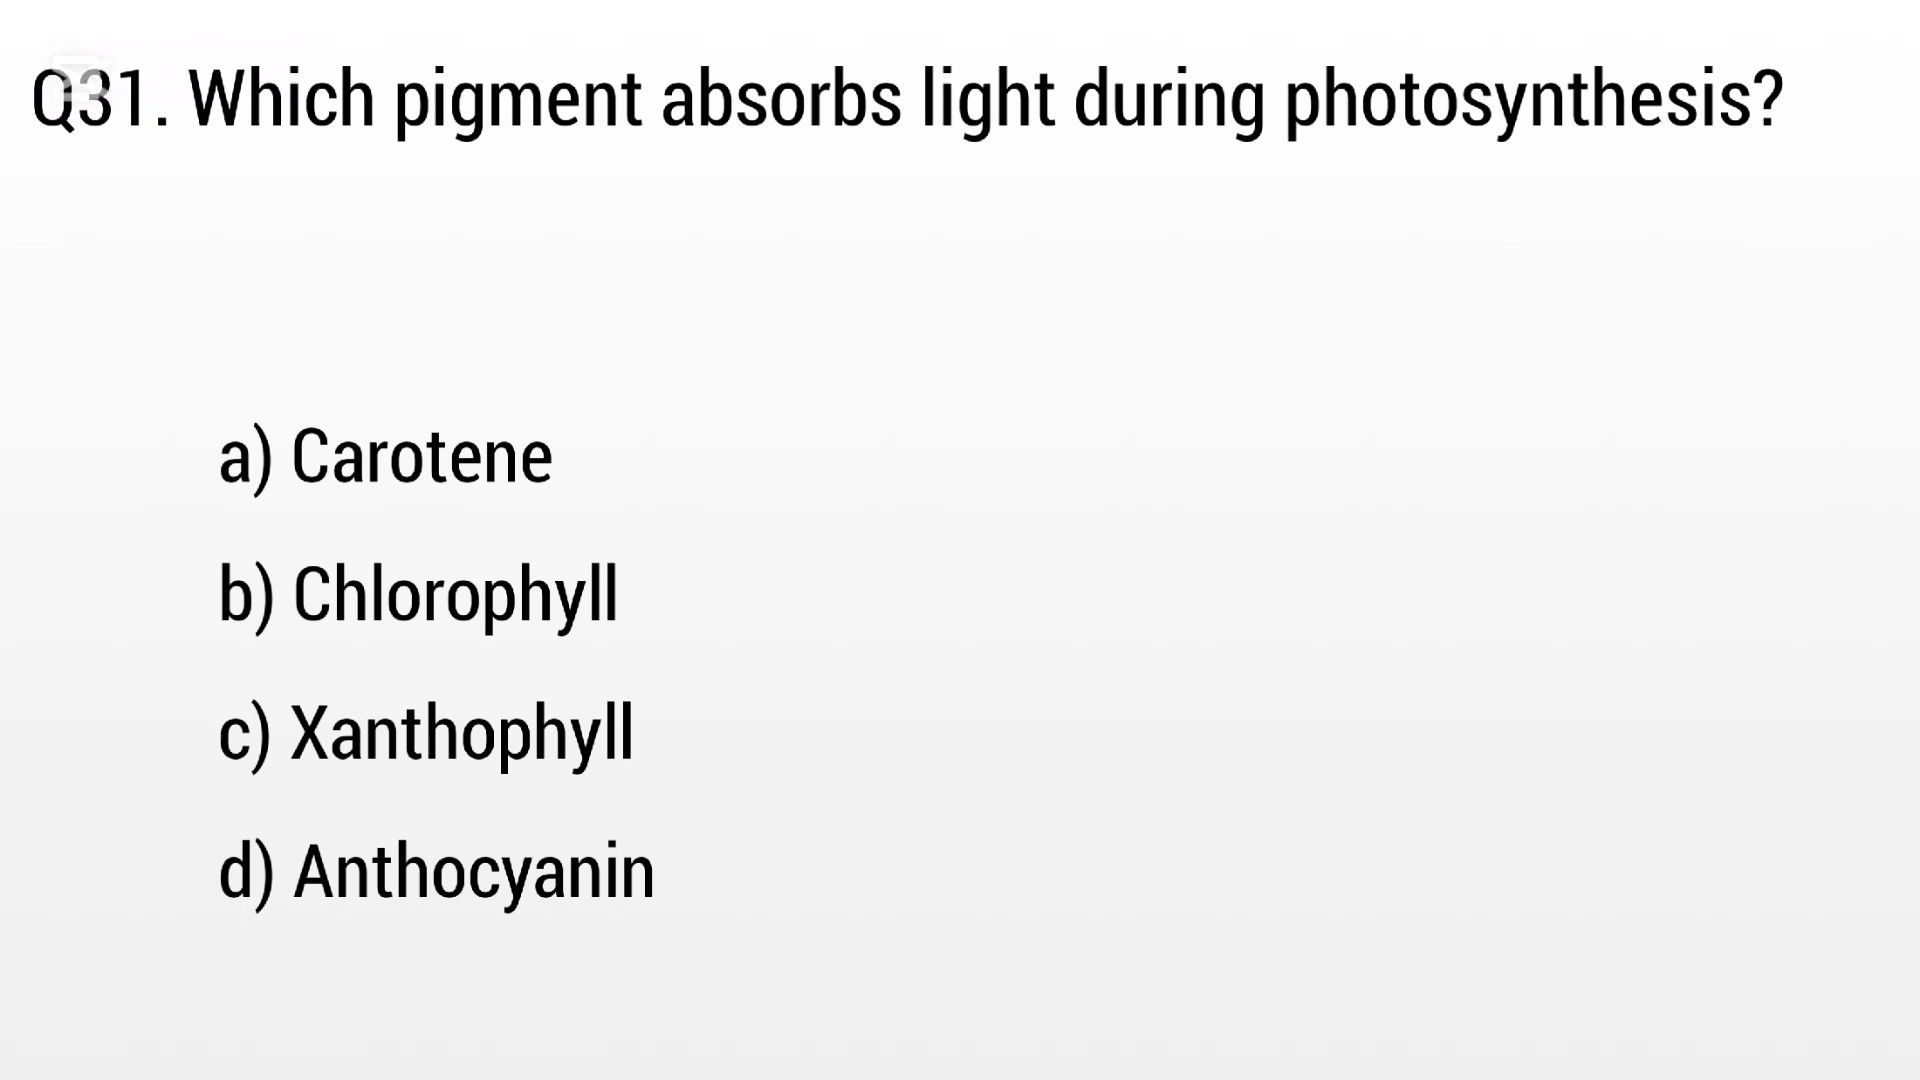 Q31. Which pigment absorbs light during photosynthesis?
a) Carotene
b) Chlorophyll
c) Xanthophyll
d) Anthocyanin